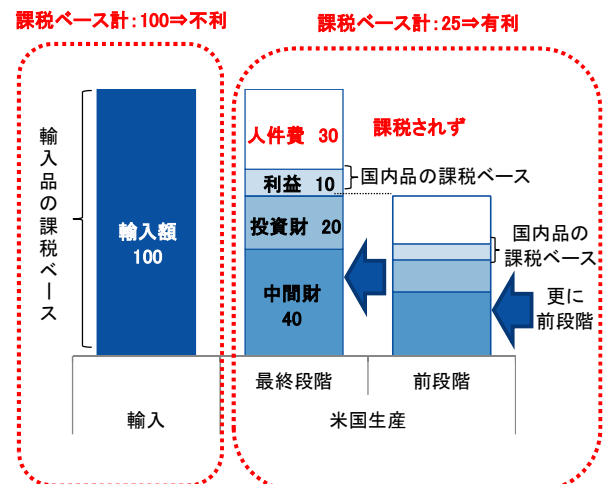 課税ベース計：100⇒不利
課税ベース計：25⇒有利
輸入品の課税ベース
輸入額
100
人件費 30
課税されず
利益 10
国内品の課税ベース
投資財 20
中間財
40
国内品の
課税ベース
更に
前段階
最終段階
前段階
輸入
米国生産